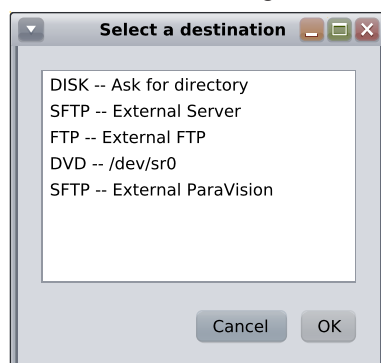 Select a destination
DISK -- Ask for directory
SFTP -- External Server
FTP -- External FTP
DVD -- /dev/sr0
SFTP -- External ParaVision
Cancel OK